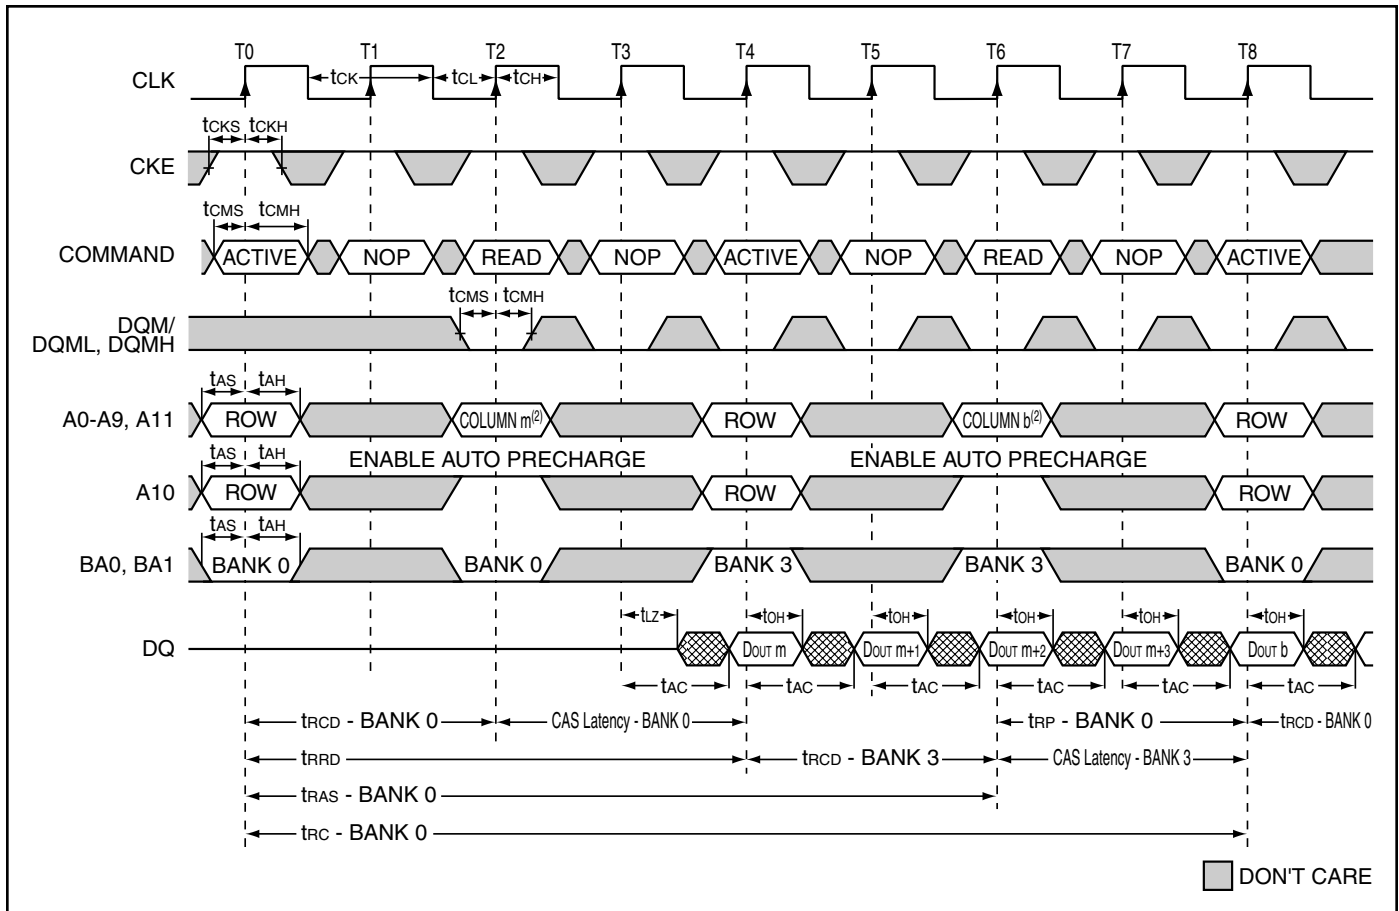 T0 T1 T2 T3 T4 T5 T6 T7 T8
CLK tCK tCL tCH
tCKS tCKH
CKE
tCMS tCMH
COMMAND ACTIVE NOP READ NOP ACTIVE NOP READ NOP ACTIVE
tCMS tCMH
DQM/
DQML, DQMH
tAS tAH
A0-A9, A11 ROW COLUMN m(2) ROW COLUMN b(2) ROW
tAS tAH ENABLE AUTO PRECHARGE ENABLE AUTO PRECHARGE
A10 ROW ROW ROW
tAS tAH
BA0, BA1 BANK 0 BANK 0 BANK 3 BANK 3 BANK 0
tLZ tOH tOH tOH tOH tOH
DQ DOUT m DOUT m+1 DOUT m+2 DOUT m+3 DOUT b
tAC tAC tAC tAC tAC tAC
tRCD - BANK 0 CAS Latency - BANK 0 tRP - BANK 0 tRCD - BANK 0
tRRD tRCD - BANK 3 CAS Latency - BANK 3
tRAS - BANK 0
tRC - BANK 0
DON'T CARE